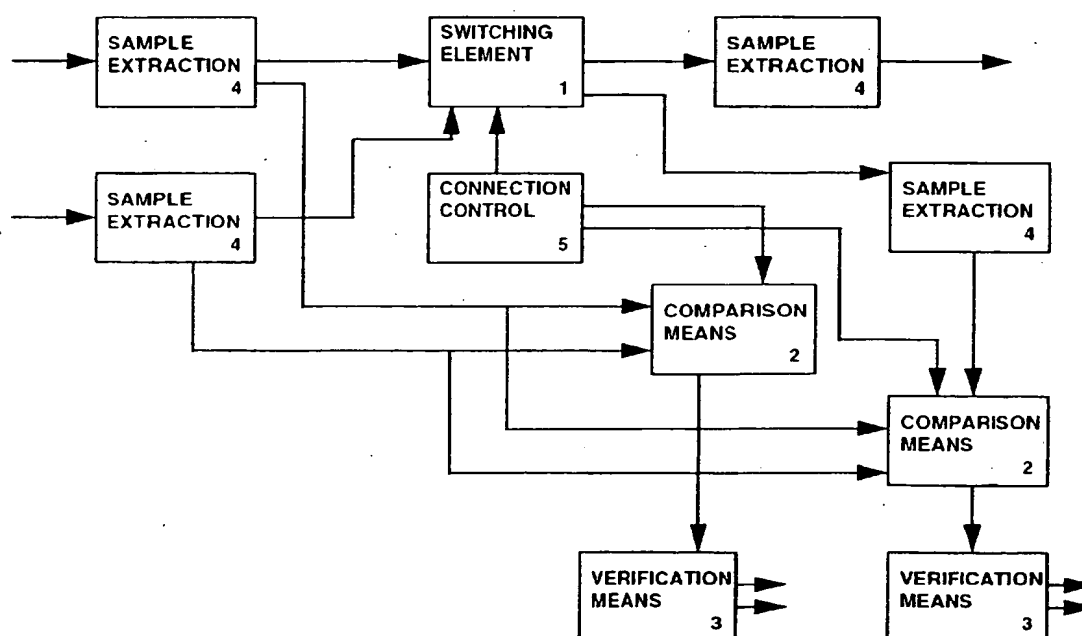 SAMPLE
EXTRACTION
4
SWITCHING
ELEMENT
1
SAMPLE
EXTRACTION
4
SAMPLE
EXTRACTION
4
CONNECTION
CONTROL
5
SAMPLE
EXTRACTION
4
COMPARISON
MEANS
2
COMPARISON
MEANS
2
VERIFICATION
MEANS
3
VERIFICATION
MEANS
3